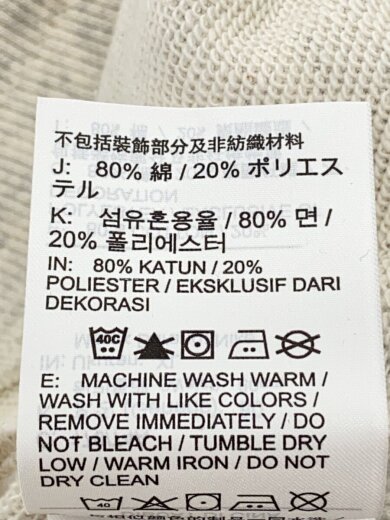 不包括裝飾部分及非紡織材料
J: 80% 綿 / 20% ポリエス
テル
K: 섬유혼용율 / 80% 면 /
20% 폴리에스터
IN: 80% KATUN / 20%
POLIESTER / EKSKLUSIF DARI
DEKORASI
40C
E: MACHINE WASH WARM /
WASH WITH LIKE COLORS /
REMOVE IMMEDIATELY / DO
NOT BLEACH / TUMBLE DRY
LOW / WARM IRON / DO NOT
DRY CLEAN
40